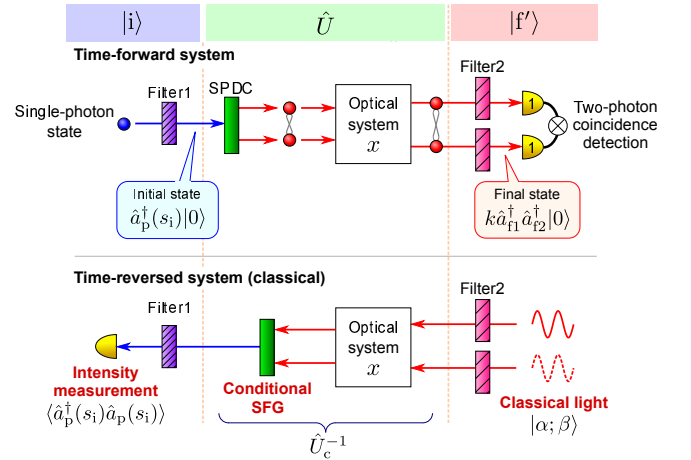 |i⟩ Û |f′⟩
Time-forward system
Filter1
SPDC
Filter2
Single-photon
state
Optical
system
x
1
1
Two-photon
coincidence
detection
Initial state
â†p(si)|0⟩
Final state
kâ†f1â†f2|0⟩
Time-reversed system (classical)
Filter1
Filter2
Optical
system
x
Intensity
measurement
⟨â†p(si)âp(si)⟩
Conditional
SFG
Classical light
|α; β⟩
Û−1c